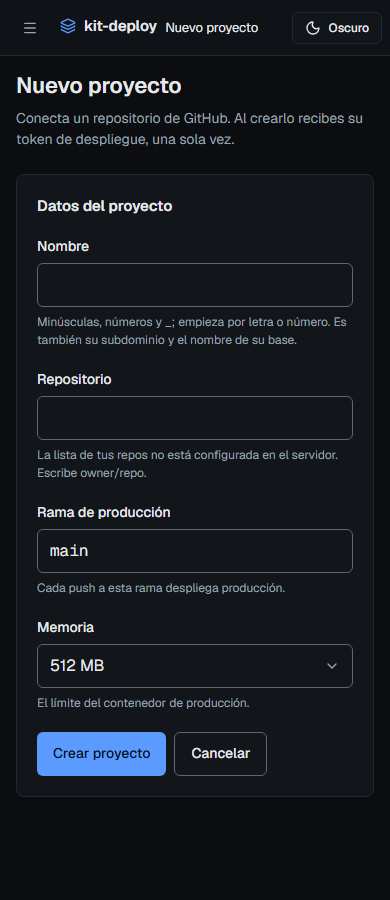 kit-deploy Nuevo proyecto Oscuro
Nuevo proyecto
Conecta un repositorio de GitHub. Al crearlo recibes su
token de despliegue, una sola vez.
Datos del proyecto
Nombre
Minúsculas, números y _; empieza por letra o número. Es
también su subdominio y el nombre de su base.
Repositorio
La lista de tus repos no está configurada en el servidor.
Escribe owner/repo.
Rama de producción
main
Cada push a esta rama despliega producción.
Memoria
512 MB
El límite del contenedor de producción.
Crear proyecto Cancelar